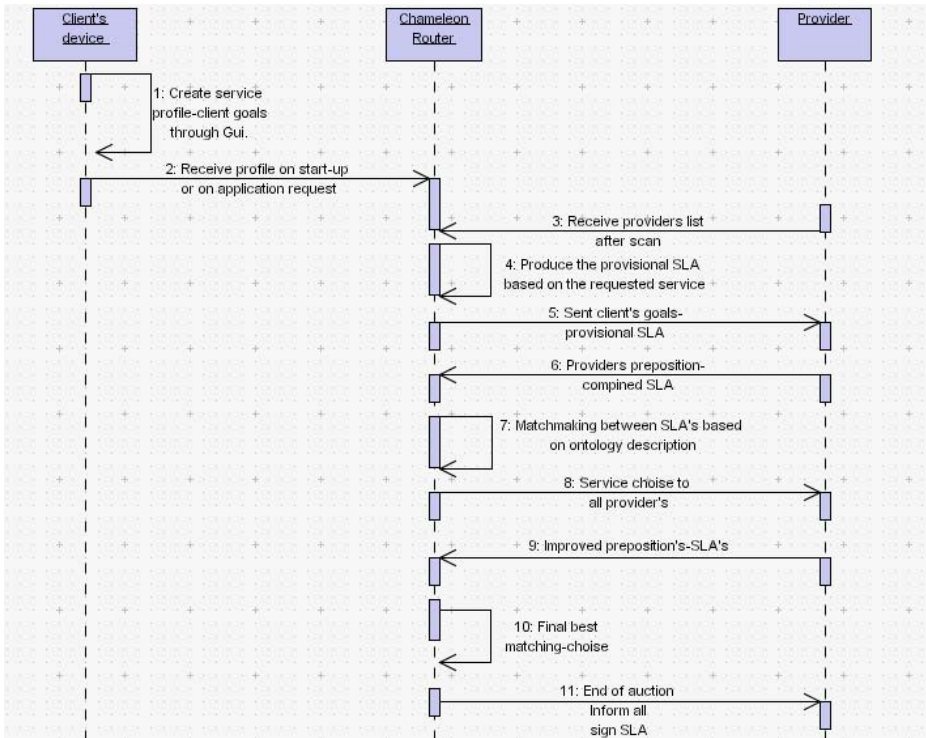 Client's
device
Chameleon
Router
Provider
1: Create service
profile-client goals
through Gui.
2: Receive profile on start-up
or on application request
3: Receive providers list
after scan
4: Produce the provisional SLA
based on the requested service
5: Sent client's goals-
provisional SLA
6: Providers preposition-
compined SLA
7: Matchmaking between SLA's based
on ontology description
8: Service choise to
all provider's
9: Improved preposition's-SLA's
10: Final best
matching-choise
11: End of auction
Inform all
sign SLA